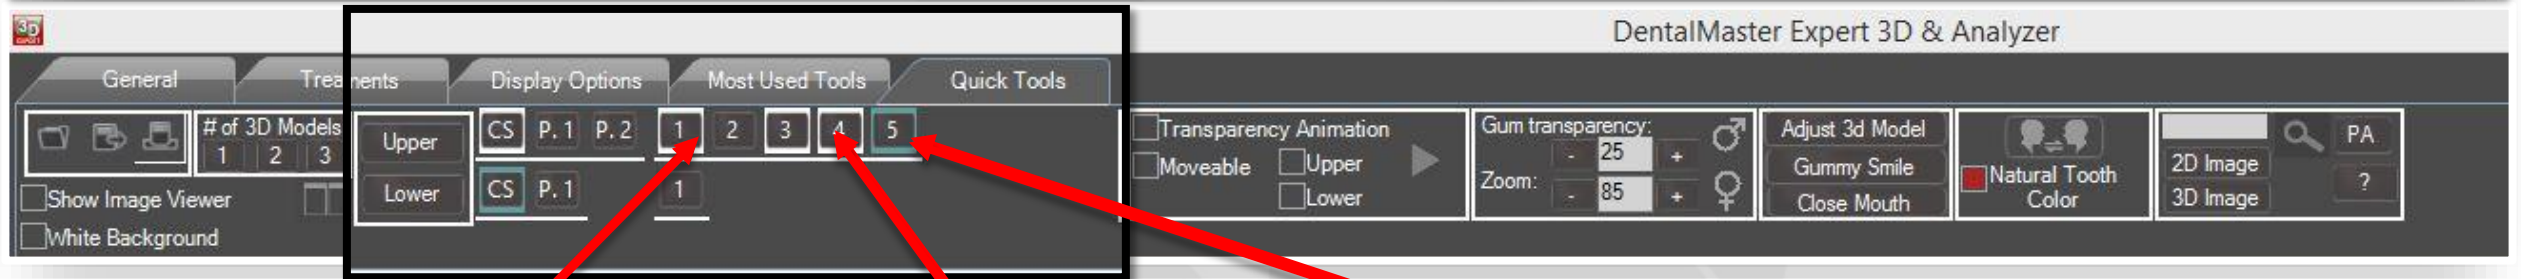 3D
EXPERT
DentalMaster Expert 3D & Analyzer
General
Trea
ments
Display Options
Most Used Tools
Quick Tools
# of 3D Models
1 2 3
Show Image Viewer
White Background
Upper
CS P. 1 P. 2 1 2 3 4 5
Lower
CS P. 1 1
Transparency Animation
Moveable Upper
Lower
Gum transparency:
- 25 +
Zoom:
- 85 +
Adjust 3d Model
Gummy Smile
Close Mouth
Natural Tooth
Color
PA
2D Image
3D Image
?